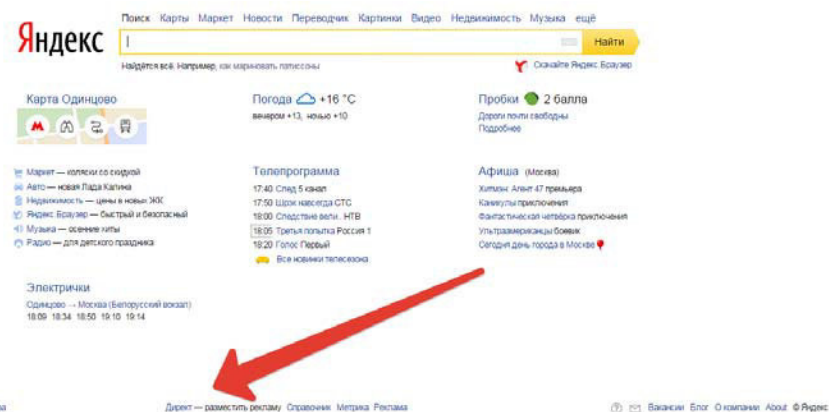 Поиск Карты Маркет Новости Переводчик Картинки Видео Недвижимость Музыка ещё
Яндекс
Найти
Найдётся всё. Например, как мариновать патиссоны
Скачайте Яндекс.Браузер
Карта Одинцово
Погода +16 °C
вечером +13, ночью +10
Пробки 2 балла
Дороги почти свободны
Подробнее
Маркет — коляски со скидкой
Авто — новая Лада Калина
Недвижимость — цены в новых ЖК
Яндекс.Браузер — быстрый и безопасный
Музыка — осенние хиты
Радио — для детского праздника
Телепрограмма
17:40 След 5 канал
17:50 Щрок навсегда СТС
18:00 Следствие вели.. НТВ
18:05 Третья попытка Россия 1
18:20 Голос Первый
Все новинки телесезона
Афиша (Москва)
Хитмэн: Агент 47 премьера
Каникулы приключения
Фантастическая четвёрка приключения
Ультраамериканцы боевик
Сегодня день города в Москве
Электрички
Одинцово → Москва (Белорусский вокзал)
18:09 18:34 18:50 19:10 19:14
Директ — разместить рекламу Справочник Метрика Реклама
Вакансии Блог О компании About © Яндекс